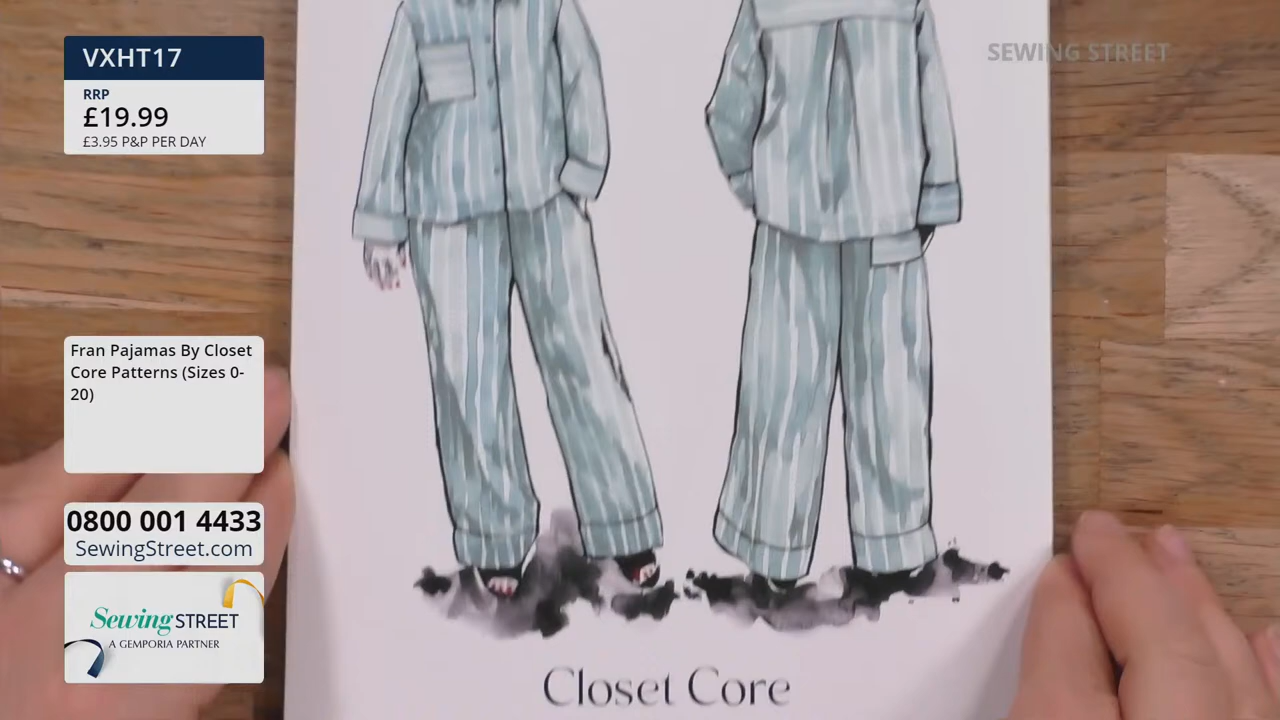 VXHT17
RRP
£19.99
£3.95 P&P PER DAY
SEWING STREET
Fran Pajamas By Closet
Core Patterns (Sizes 0-
20)
0800 001 4433
SewingStreet.com
Sewing STREET
A GEMPORIA PARTNER
Closet Core